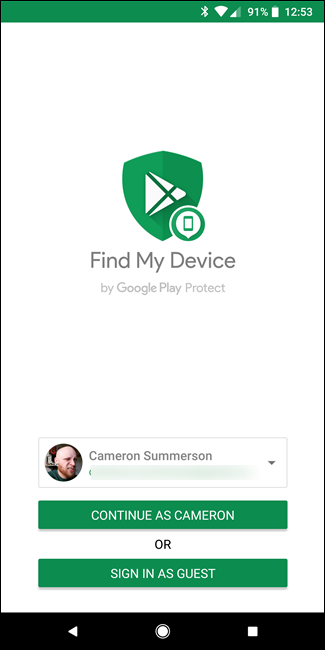 91% 12:53
Find My Device
by Google Play Protect
Cameron Summerson
CONTINUE AS CAMERON
OR
SIGN IN AS GUEST